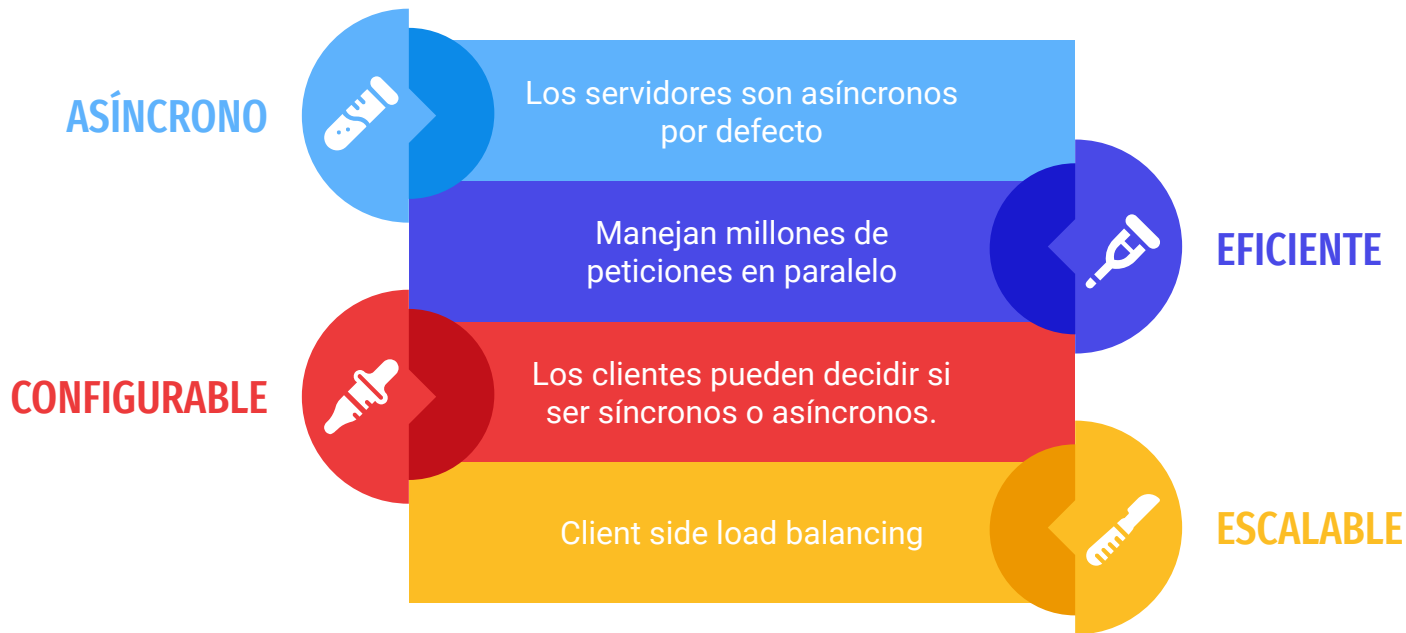 ASÍNCRONO
Los servidores son asíncronos
por defecto
Manejan millones de
peticiones en paralelo
EFICIENTE
CONFIGURABLE
Los clientes pueden decidir si
ser síncronos o asíncronos.
Client side load balancing
ESCALABLE